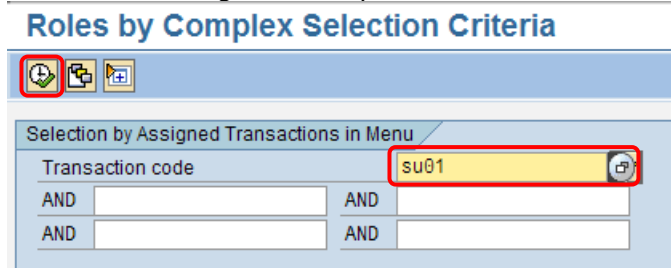 Roles by Complex Selection Criteria
Selection by Assigned Transactions in Menu
Transaction code su01
AND AND
AND AND